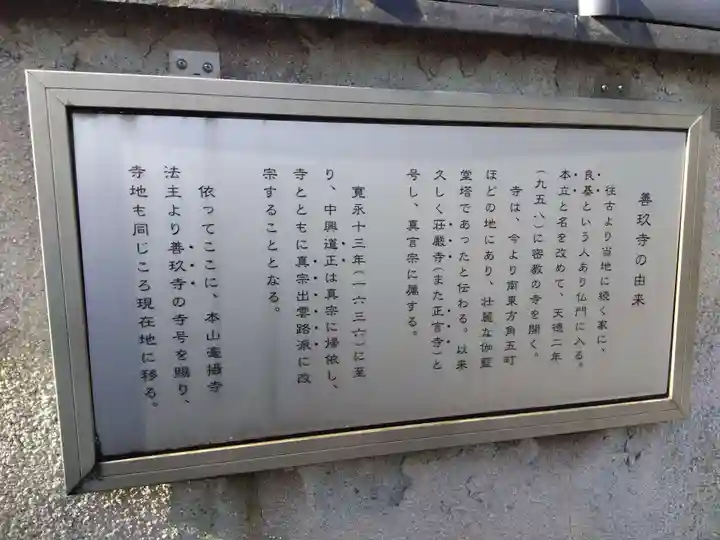 善玖寺の由来
往古より当地に続く家に、
良基という人あり仏門に入る。
本立と名を改めて、天徳二年
(九五八)に密教の寺を開く。
寺は、今より南東方角五町
ほどの地にあり、壮麗な伽藍
堂塔であったと伝わる。以来
久しく荘厳寺(また正言寺)と
号し、真言宗に属する。
寛永十三年(一六三六)に至
り、中興道正は真宗に帰依し、
寺とともに真宗出雲路派に改
宗することとなる。
依ってここに、本山毫摂寺
法主より善玖寺の寺号を賜り、
寺地も同じころ現在地に移る。